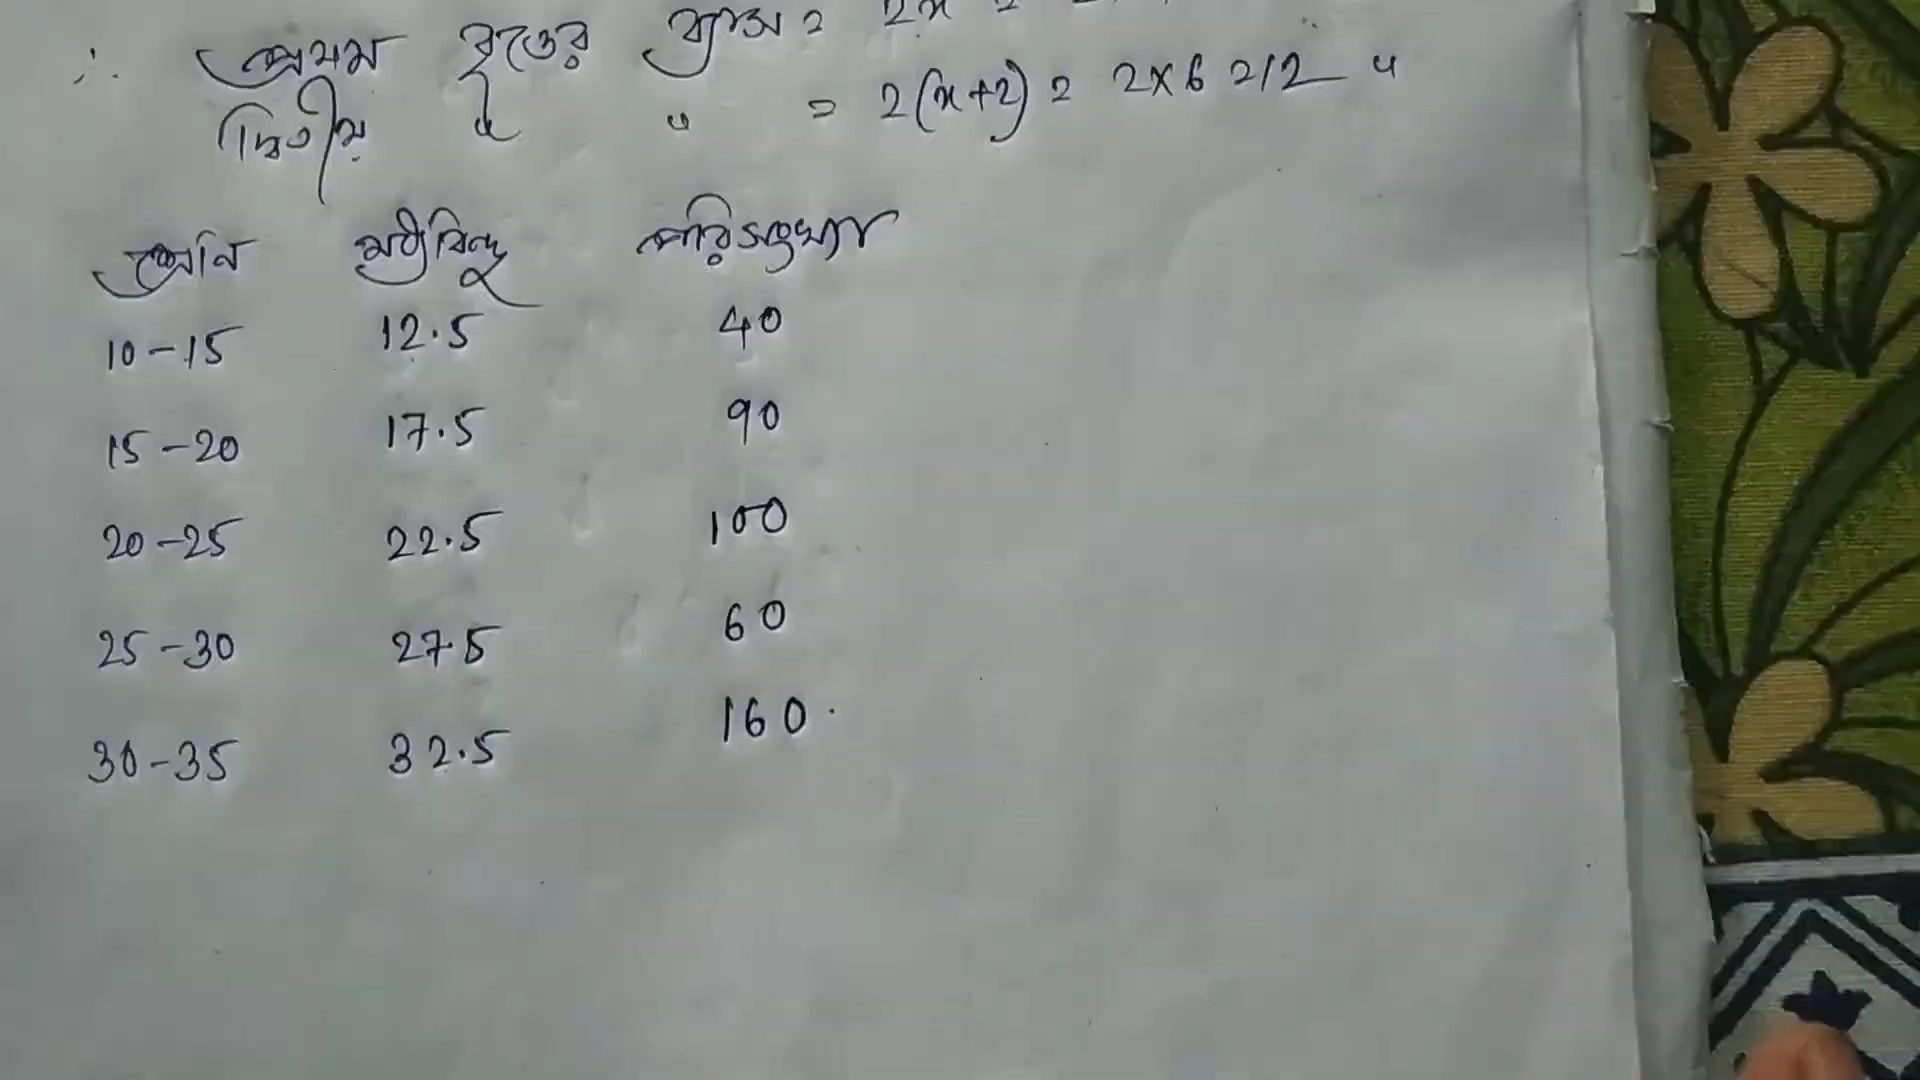 ∴ প্রথম বৃত্তের ব্যাস = 2x =
দ্বিতীয় " " = 2(x+2) = 2×6 = 12 "
শ্রেনি মধ্যবিন্দু পরিসংখ্যা
10-15 12.5 40
15-20 17.5 90
20-25 22.5 100
25-30 27.5 60
30-35 32.5 160